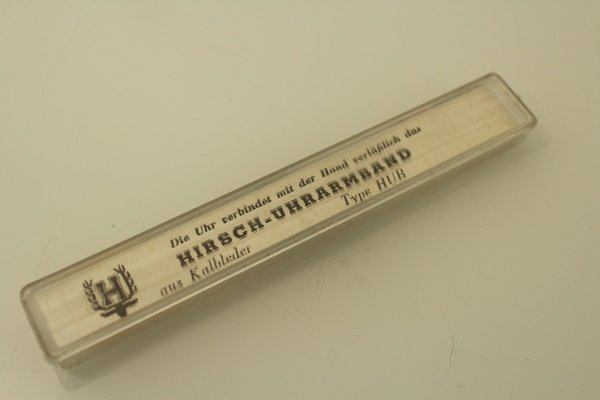 Die Uhr verbindet mit der Hand verläßlich das
HIRSCH-UHRARMBAND
aus Kalbleder Type HUB
H